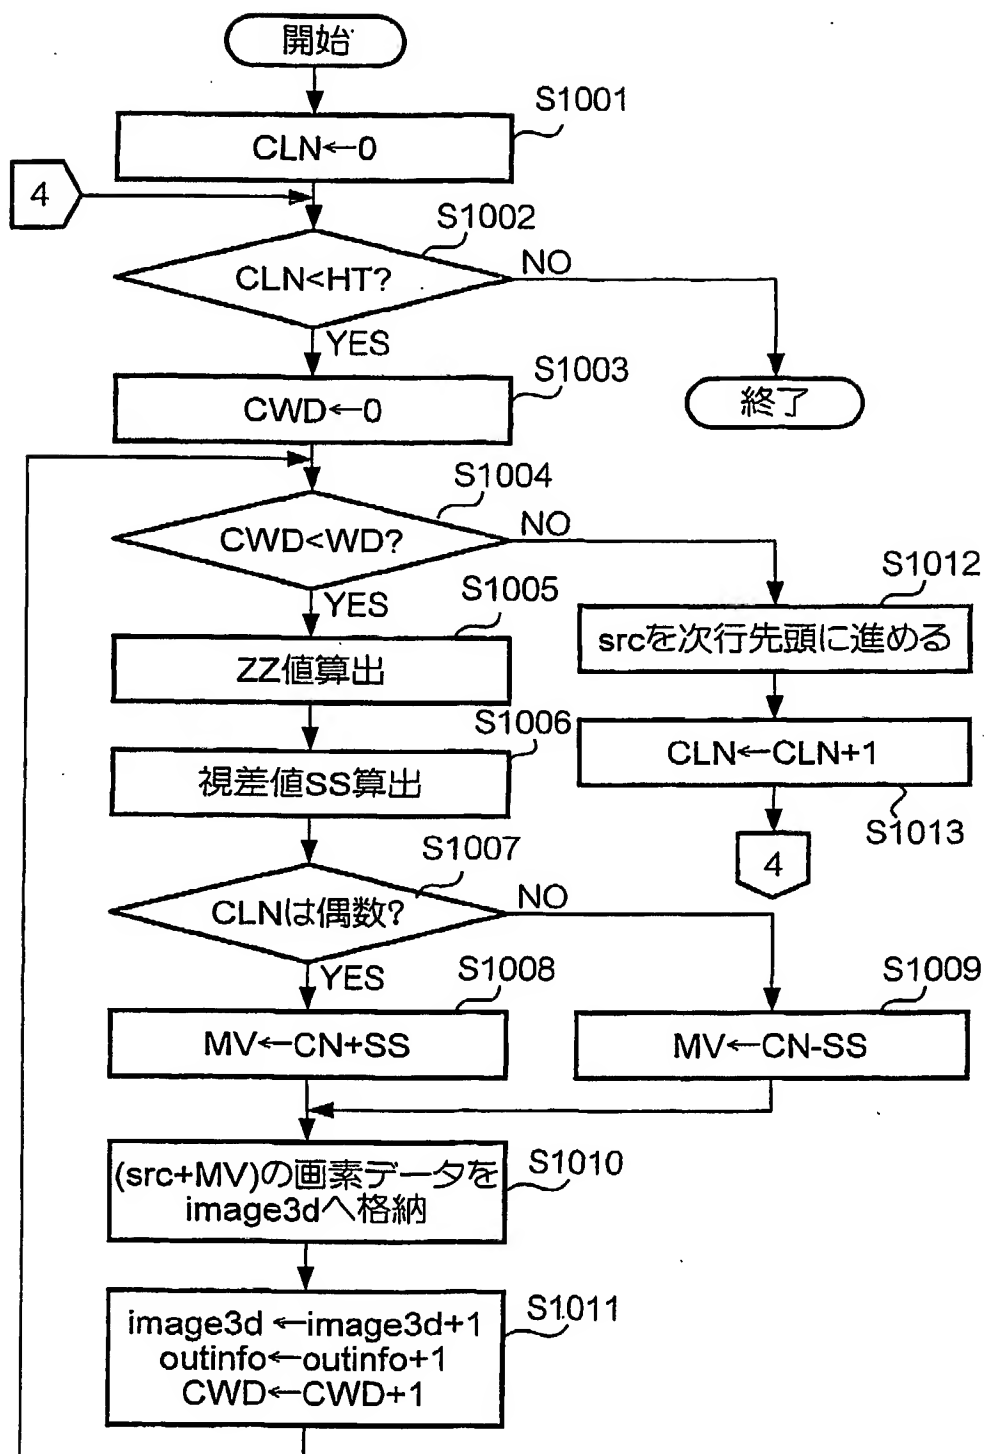 開始
S1001
CLN←0
4
S1002
CLN<HT?
NO
YES
S1003
CWD←0
終了
S1004
CWD<WD?
NO
YES
S1005
ZZ値算出
S1012
srcを次行先頭に進める
S1006
視差値SS算出
CLN←CLN+1
S1013
4
S1007
CLNは偶数?
NO
YES
S1008
MV←CN+SS
S1009
MV←CN-SS
(src+MV)の画素データを
image3dへ格納
S1010
S1011
image3d←image3d+1
outinfo←outinfo+1
CWD←CWD+1